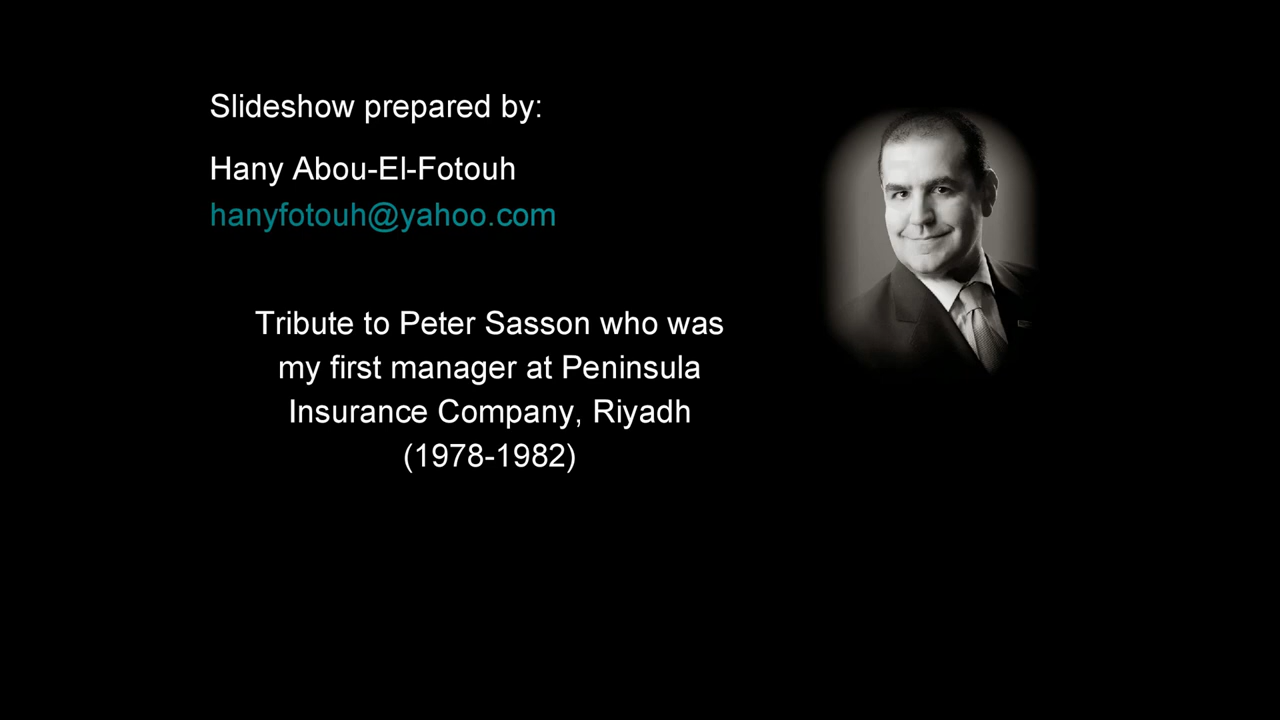 Slideshow prepared by:
Hany Abou-El-Fotouh
hanyfotouh@yahoo.com
Tribute to Peter Sasson who was
my first manager at Peninsula
Insurance Company, Riyadh
(1978-1982)